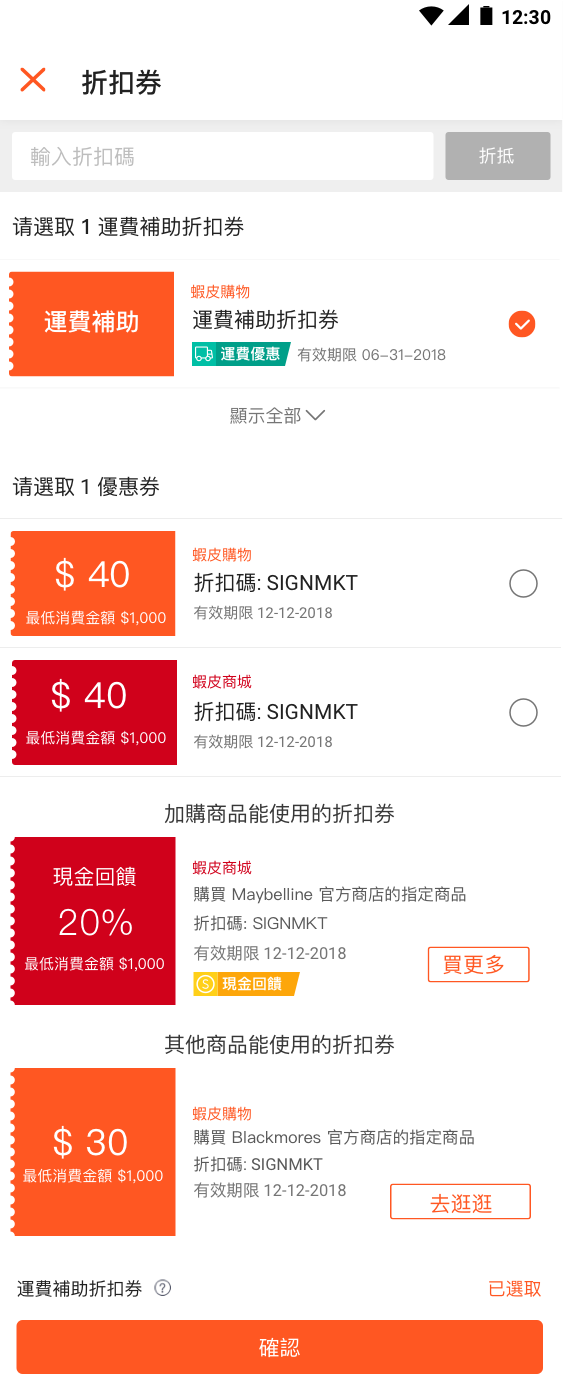 12:30
折扣券
輸入折扣碼
折抵
请選取 1 運費補助折扣券
運費補助
蝦皮購物
運費補助折扣券
運費優惠 有效期限 06-31-2018
顯示全部
请選取 1 優惠券
$ 40
最低消費金額 $1,000
蝦皮購物
折扣碼: SIGNMKT
有效期限 12-12-2018
$ 40
最低消費金額 $1,000
蝦皮商城
折扣碼: SIGNMKT
有效期限 12-12-2018
加購商品能使用的折扣券
現金回饋
20%
最低消費金額 $1,000
蝦皮商城
購買 Maybelline 官方商店的指定商品
折扣碼: SIGNMKT
有效期限 12-12-2018
現金回饋
買更多
其他商品能使用的折扣券
$ 30
最低消費金額 $1,000
蝦皮購物
購買 Blackmores 官方商店的指定商品
折扣碼: SIGNMKT
有效期限 12-12-2018
去逛逛
運費補助折扣券 ?
已選取
確認